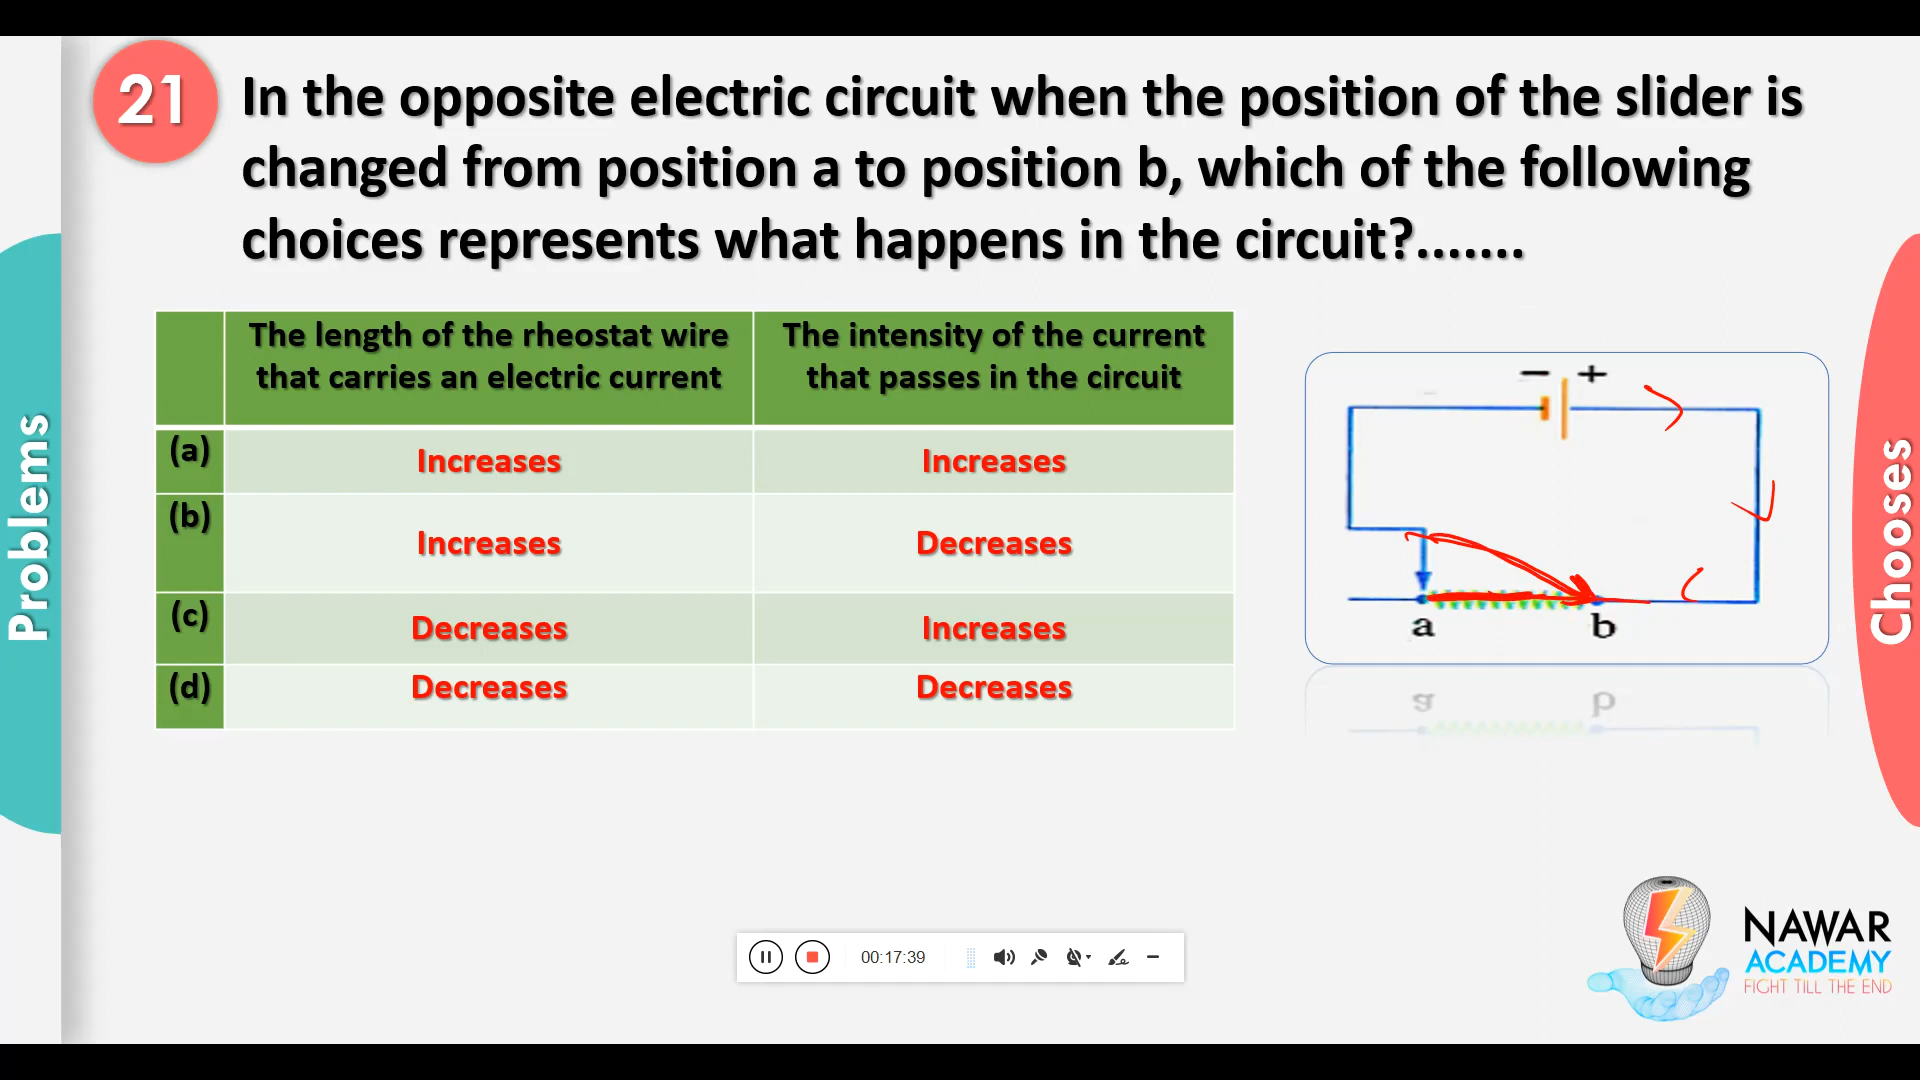 21
In the opposite electric circuit when the position of the slider is
changed from position a to position b, which of the following
choices represents what happens in the circuit?.......
The length of the rheostat wire
that carries an electric current
The intensity of the current
that passes in the circuit
(a) Increases Increases
(b) Increases Decreases
(c) Decreases Increases
(d) Decreases Decreases
− +
a b
Problems
Chooses
00:17:39
NAWAR
ACADEMY
FIGHT TILL THE END